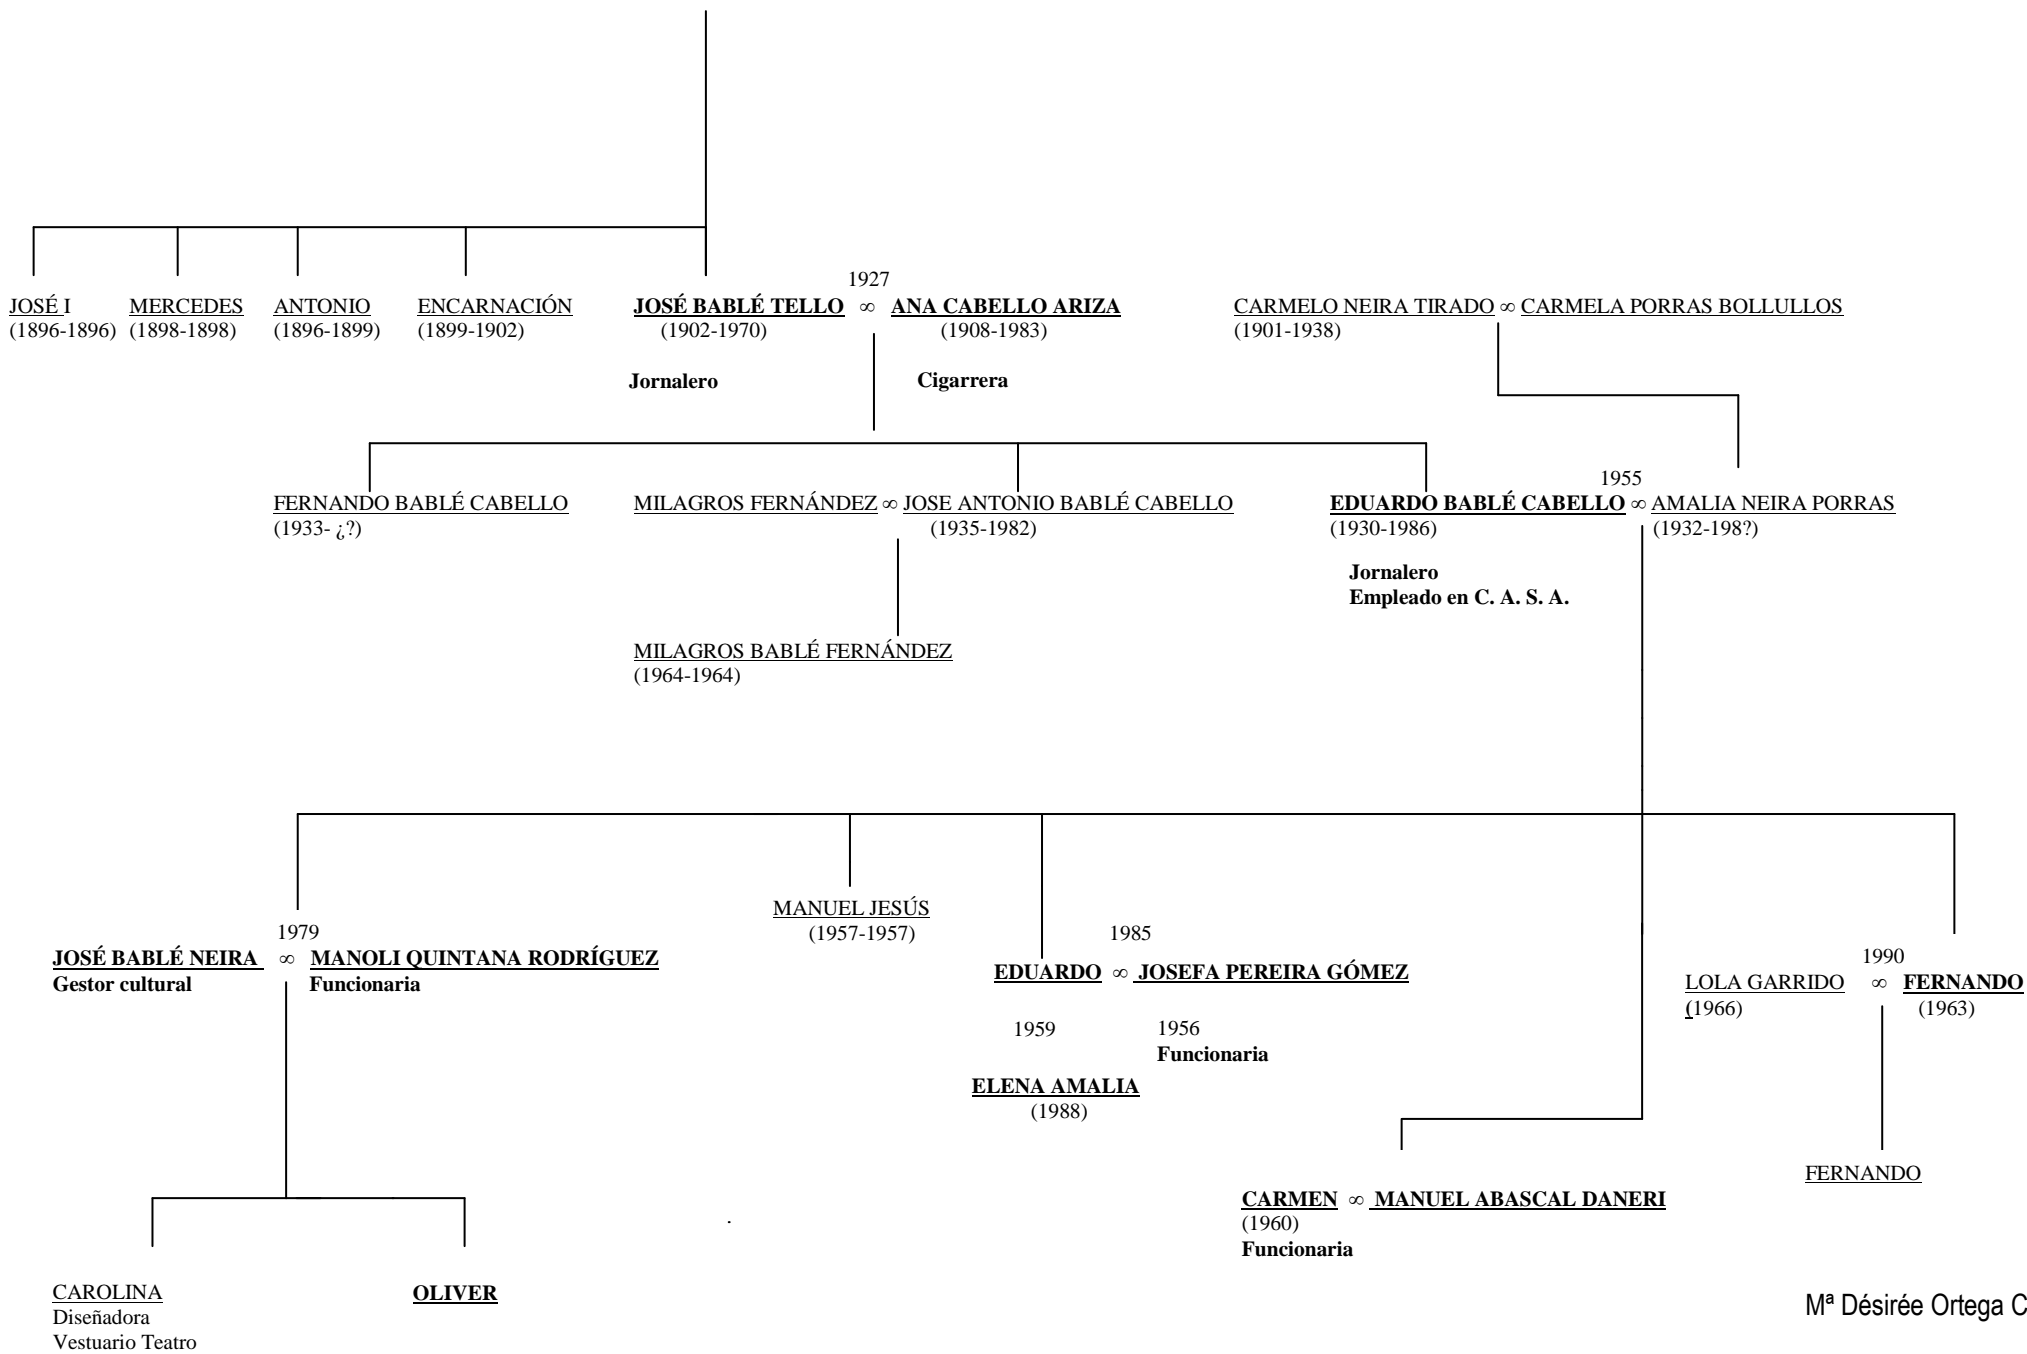 1927
JOSÉ I MERCEDES ANTONIO ENCARNACIÓN JOSÉ BABLÉ TELLO ∞ ANA CABELLO ARIZA CARMELO NEIRA TIRADO ∞ CARMELA PORRAS BOLLULLOS
(1896-1896) (1898-1898) (1896-1899) (1899-1902) (1902-1970) (1908-1983) (1901-1938)
Jornalero Cigarrera
1955
FERNANDO BABLÉ CABELLO MILAGROS FERNÁNDEZ ∞ JOSE ANTONIO BABLÉ CABELLO EDUARDO BABLÉ CABELLO ∞ AMALIA NEIRA PORRAS
(1933- ¿?) (1935-1982) (1930-1986) (1932-198?)
Jornalero
Empleado en C. A. S. A.
MILAGROS BABLÉ FERNÁNDEZ
(1964-1964)
MANUEL JESÚS
(1957-1957)
1979
JOSÉ BABLÉ NEIRA ∞ MANOLI QUINTANA RODRÍGUEZ
Gestor cultural Funcionaria
1985
EDUARDO ∞ JOSEFA PEREIRA GÓMEZ
1959 1956
Funcionaria
ELENA AMALIA
(1988)
1990
LOLA GARRIDO ∞ FERNANDO
(1966) (1963)
FERNANDO
CARMEN ∞ MANUEL ABASCAL DANERI
(1960)
Funcionaria
.
CAROLINA OLIVER
Diseñadora
Vestuario Teatro
Mª Désirée Ortega C